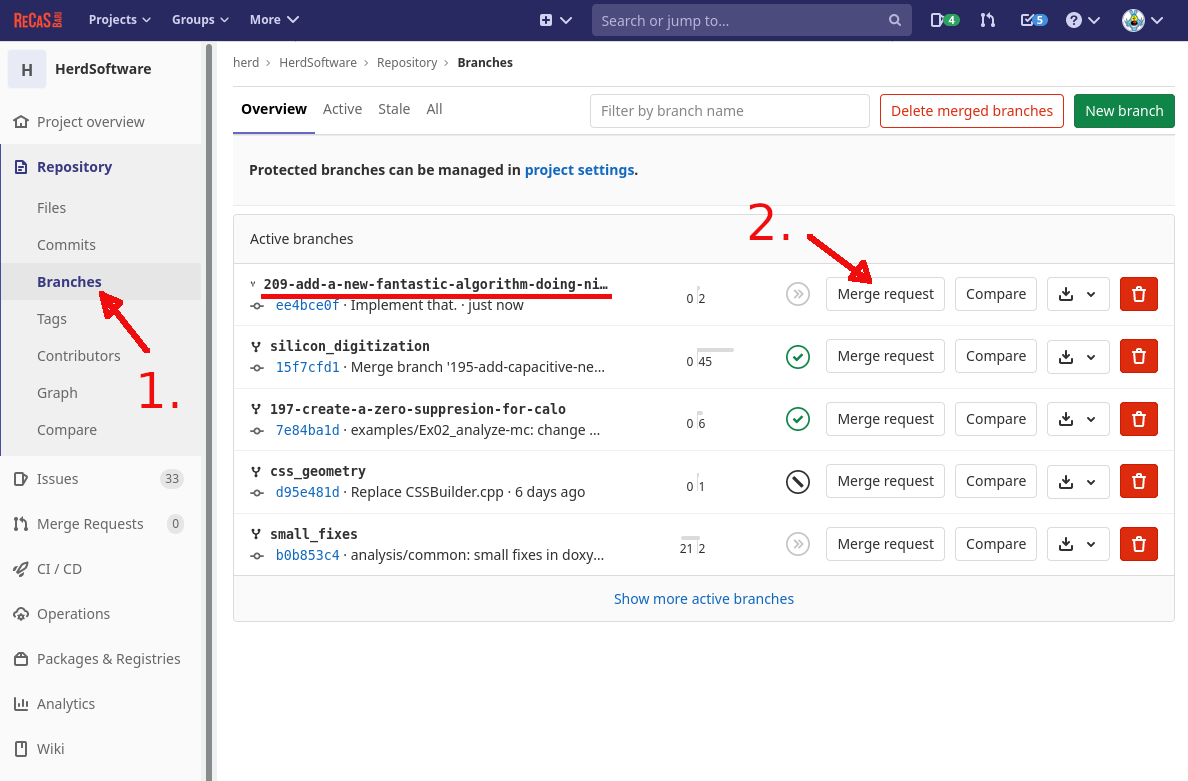 RECAS BARI Projects Groups More Search or jump to... 4 5
H HerdSoftware
Project overview
Repository
Files
Commits
Branches
Tags
Contributors
1.
Graph
Compare
Issues 33
Merge Requests 0
CI / CD
Operations
Packages & Registries
Analytics
Wiki
herd › HerdSoftware › Repository › Branches
Overview Active Stale All Filter by branch name Delete merged branches New branch
Protected branches can be managed in project settings.
2.
Active branches
209-add-a-new-fantastic-algorithm-doing-ni…
0 2 Merge request Compare
ee4bce0f · Implement that. · just now
silicon_digitization
0 45 Merge request Compare
15f7cfd1 · Merge branch '195-add-capacitive-ne...
197-create-a-zero-suppresion-for-calo
0 6 Merge request Compare
7e84ba1d · examples/Ex02_analyze-mc: change ...
css_geometry
0 1 Merge request Compare
d95e481d · Replace CSSBuilder.cpp · 6 days ago
small_fixes
21 2 Merge request Compare
b0b853c4 · analysis/common: small fixes in doxy...
Show more active branches